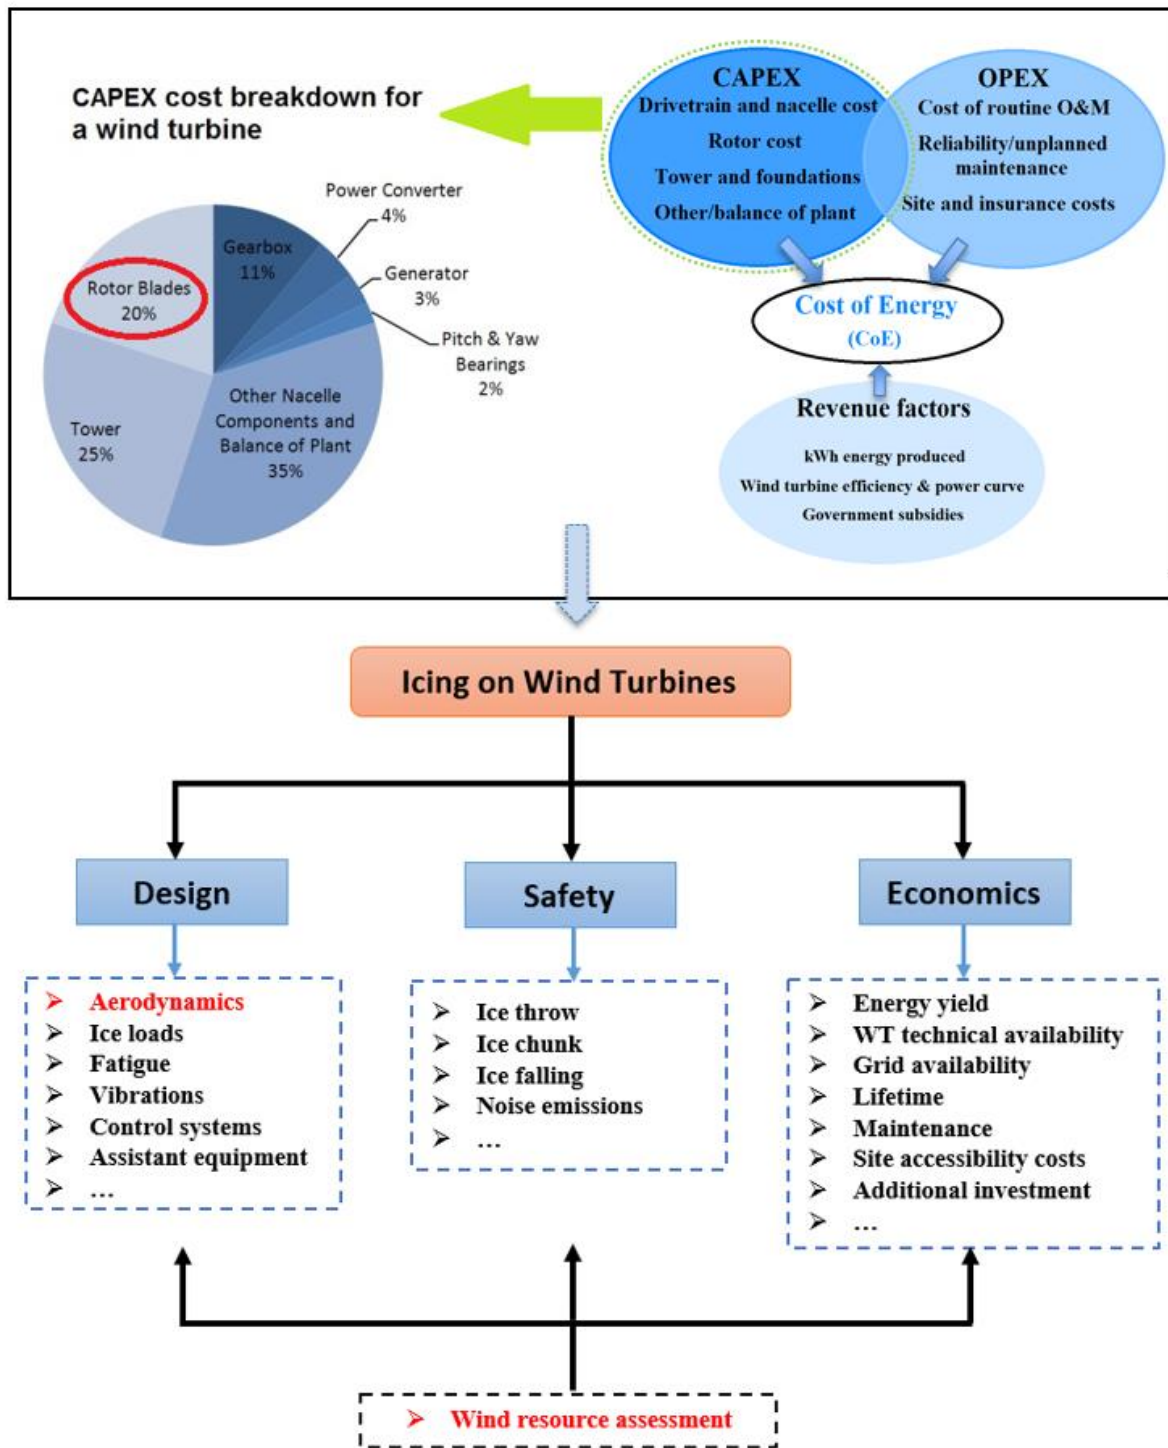 CAPEX cost breakdown for
a wind turbine
Power Converter
4%
Gearbox
11%
Generator
3%
Rotor Blades
20%
Pitch & Yaw
Bearings
2%
Other Nacelle
Components and
Balance of Plant
35%
Tower
25%
CAPEX
Drivetrain and nacelle cost
Rotor cost
Tower and foundations
Other/balance of plant
OPEX
Cost of routine O&M
Reliability/unplanned
maintenance
Site and insurance costs
Cost of Energy
(CoE)
Revenue factors
kWh energy produced
Wind turbine efficiency & power curve
Government subsidies
Icing on Wind Turbines
Design
➢ Aerodynamics
➢ Ice loads
➢ Fatigue
➢ Vibrations
➢ Control systems
➢ Assistant equipment
➢ ...
Safety
➢ Ice throw
➢ Ice chunk
➢ Ice falling
➢ Noise emissions
➢ ...
Economics
➢ Energy yield
➢ WT technical availability
➢ Grid availability
➢ Lifetime
➢ Maintenance
➢ Site accessibility costs
➢ Additional investment
➢ ...
➢ Wind resource assessment